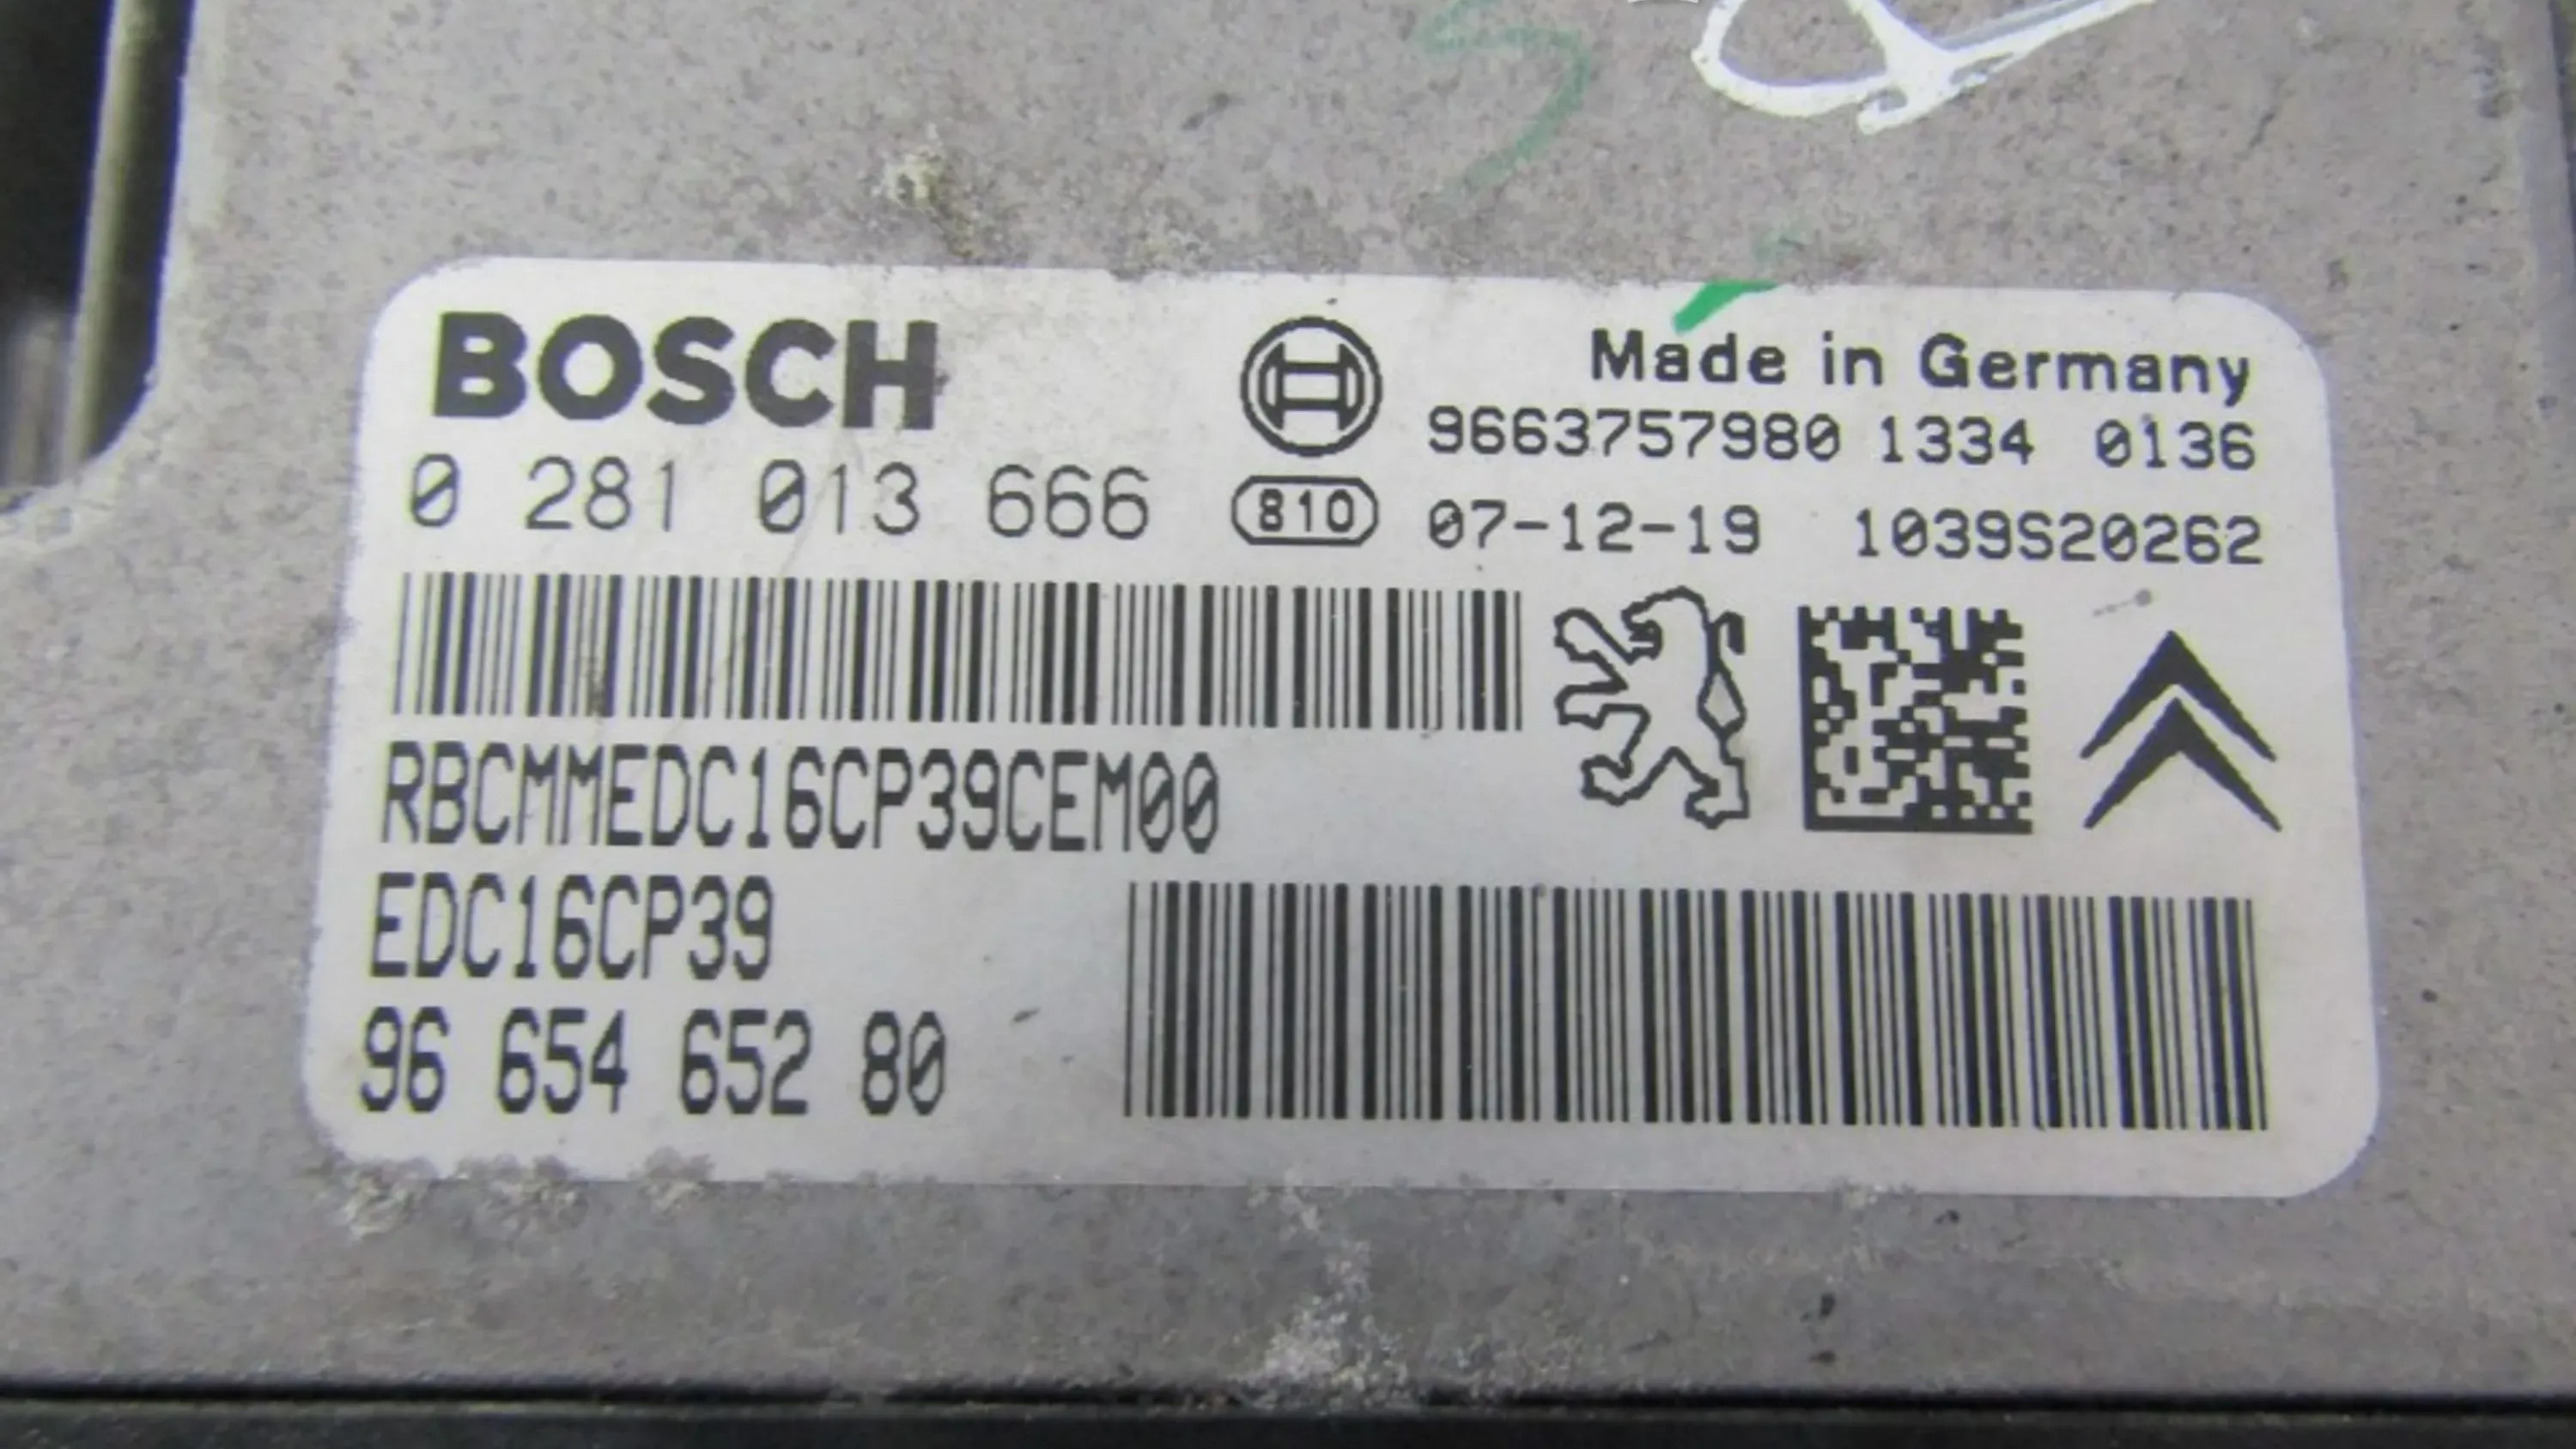 BOSCH
Made in Germany
9663757980 1334 0136
0 281 013 666
810
07-12-19 1039S20262
RBCMMEDC16CP39CEM00
EDC16CP39
96 654 652 80